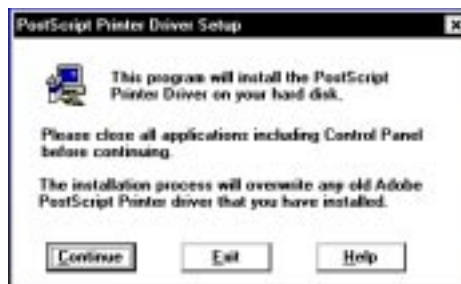 PostScript Printer Driver Setup
This program will install the PostScript
Printer Driver on your hard disk.
Please close all applications including Control Panel
before continuing.
The installation process will overwrite any old Adobe
PostScript Printer driver that you have installed.
Continue Exit Help